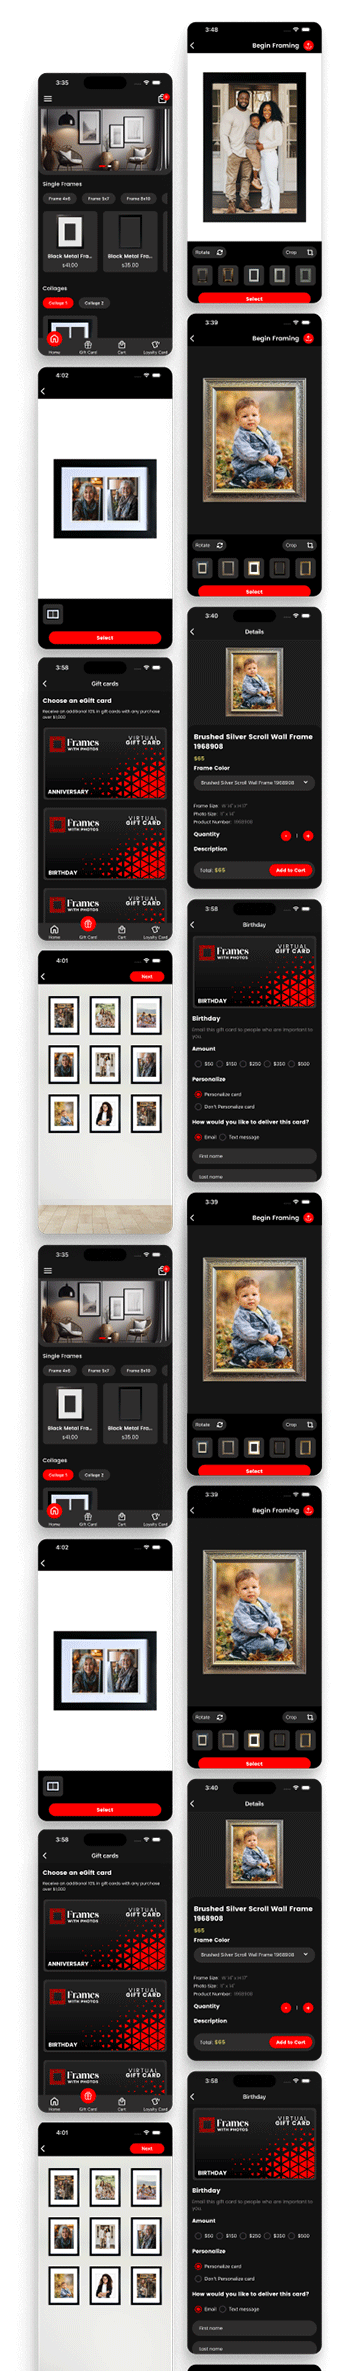 3:35
Single Frames
Frame 4x6
Frame 5x7
Frame 8x10
Black Metal Fra...
$41.00
Black Metal Fra...
$35.00
Collages
Collage 1
Collage 2
Home
Gift Card
Cart
Loyalty Card
4:02
Select
3:58
Gift cards
Choose an eGift card
Receive an additional 10% in gift cards with any purchase
over $1,000
Frames
WITH PHOTOS
VIRTUAL
GIFT CARD
ANNIVERSARY
Frames
WITH PHOTOS
VIRTUAL
GIFT CARD
BIRTHDAY
Frames
WITH PHOTOS
VIRTUAL
GIFT CARD
Home
Gift Card
Cart
Loyalty Card
4:01
Next
3:35
Single Frames
Frame 4x6
Frame 5x7
Frame 8x10
Black Metal Fra...
$41.00
Black Metal Fra...
$35.00
Collages
Collage 1
Collage 2
Home
Gift Card
Cart
Loyalty Card
4:02
Select
3:58
Gift cards
Choose an eGift card
Receive an additional 10% in gift cards with any purchase
over $1,000
Frames
WITH PHOTOS
VIRTUAL
GIFT CARD
ANNIVERSARY
Frames
WITH PHOTOS
VIRTUAL
GIFT CARD
BIRTHDAY
Frames
WITH PHOTOS
VIRTUAL
GIFT CARD
Home
Gift Card
Cart
Loyalty Card
4:01
Next
3:48
Begin Framing
Rotate
Crop
Select
3:39
Begin Framing
Rotate
Crop
Select
3:40
Details
Brushed Silver Scroll Wall Frame
1968908
$65
Frame Color
Brushed Silver Scroll Wall Frame 1968908
Frame Size: W 14" x H 17"
Photo Size:
Product Number: 1968908
Quantity
- 1 +
Description
Total: $65
Add to Cart
3:58
Birthday
Frames
WITH PHOTOS
VIRTUAL
GIFT CARD
BIRTHDAY
Birthday
Email this gift card to people who are important to
you.
Amount
$50
$150
$250
$350
$500
Personalize
Personalize card
Don't Personalize card
How would you like to deliver this card?
Email
Text message
First name
Last name
3:39
Begin Framing
Rotate
Crop
Select
3:39
Begin Framing
Rotate
Crop
Select
3:40
Details
Brushed Silver Scroll Wall Frame
1968908
$65
Frame Color
Brushed Silver Scroll Wall Frame 1968908
Frame Size: W 14" x H 17"
Photo Size:
Product Number: 1968908
Quantity
- 1 +
Description
Total: $65
Add to Cart
3:58
Birthday
Frames
WITH PHOTOS
VIRTUAL
GIFT CARD
BIRTHDAY
Birthday
Email this gift card to people who are important to
you.
Amount
$50
$150
$250
$350
$500
Personalize
Personalize card
Don't Personalize card
How would you like to deliver this card?
Email
Text message
First name
Last name